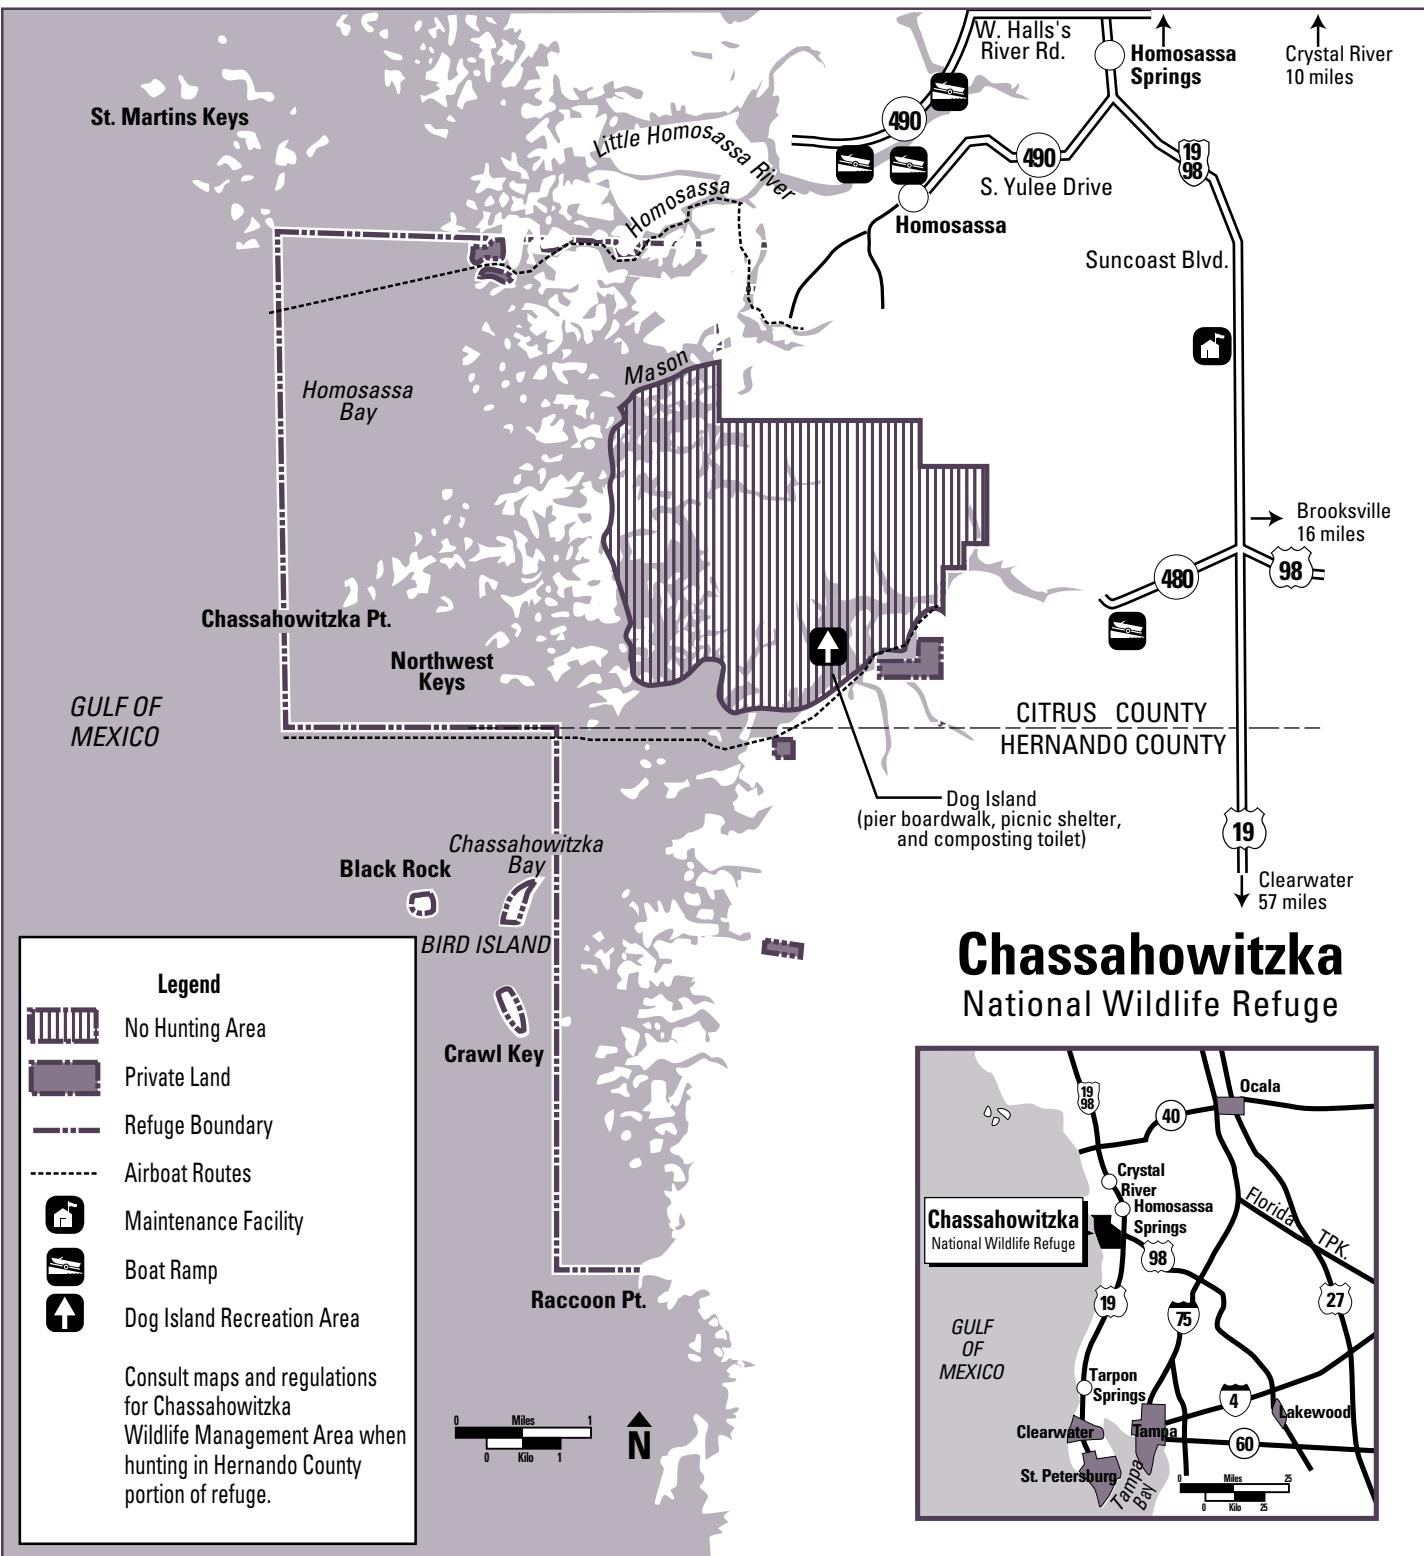 W. Halls's
River Rd.
Homosassa
Springs
Crystal River
10 miles
St. Martins Keys
490
Little Homosassa River
490
19
98
S. Yulee Drive
Homosassa
Homosassa
Suncoast Blvd.
Mason
Homosassa
Bay
Brooksville
16 miles
480
98
Chassahowitzka Pt.
Northwest
Keys
GULF OF
MEXICO
CITRUS COUNTY
HERNANDO COUNTY
Dog Island
(pier boardwalk, picnic shelter,
and composting toilet)
19
Chassahowitzka
Bay
Black Rock
Clearwater
57 miles
BIRD ISLAND
Crawl Key
Raccoon Pt.
Chassahowitzka
National Wildlife Refuge
Legend
No Hunting Area
Private Land
Refuge Boundary
Airboat Routes
Maintenance Facility
Boat Ramp
Dog Island Recreation Area
Consult maps and regulations
for Chassahowitzka
Wildlife Management Area when
hunting in Hernando County
portion of refuge.
0 Miles 1
0 Kilo 1
N
19
98
Ocala
40
Crystal
River
Homosassa
Springs
Florida
TPK.
Chassahowitzka
National Wildlife Refuge
98
19
75
27
GULF
OF
MEXICO
Tarpon
Springs
4
Lakewood
Clearwater
Tampa
60
St. Petersburg
Tampa
Bay
0 Miles 25
0 Kilo 25